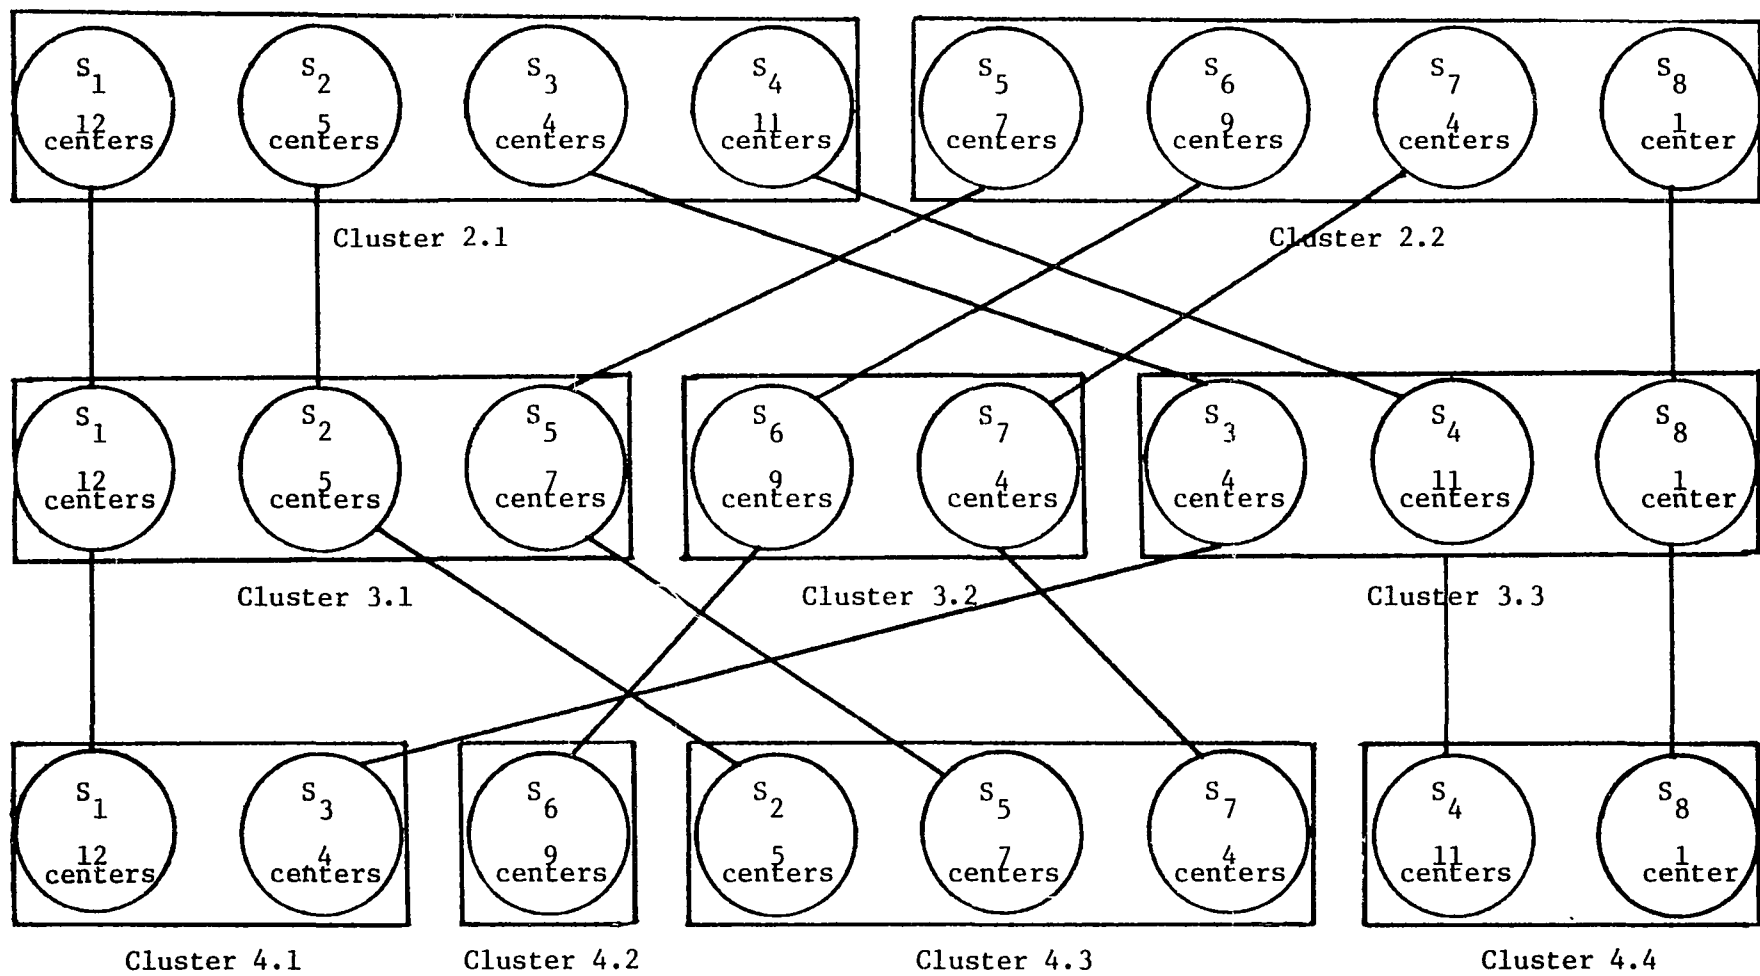 S1 S2 S3 S4 S5 S6 S7 S8
12 5 4 11 7 9 4 1
centers centers centers centers centers centers centers center
Cluster 2.1 Cluster 2.2
S1 S2 S5 S6 S7 S3 S4 S8
12 5 7 9 4 4 11 1
centers centers centers centers centers centers centers center
Cluster 3.1 Cluster 3.2 Cluster 3.3
S1 S3 S6 S2 S5 S7 S4 S8
12 4 9 5 7 4 11 1
centers centers centers centers centers centers centers center
Cluster 4.1 Cluster 4.2 Cluster 4.3 Cluster 4.4